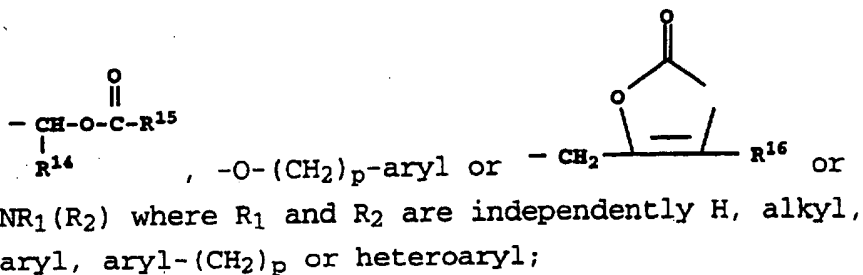 O
O
||
- CH-O-C-R15
|
R14
, -O-(CH2)p-aryl or
O
- CH2
R16 or
NR1(R2) where R1 and R2 are independently H, alkyl,
aryl, aryl-(CH2)p or heteroaryl;